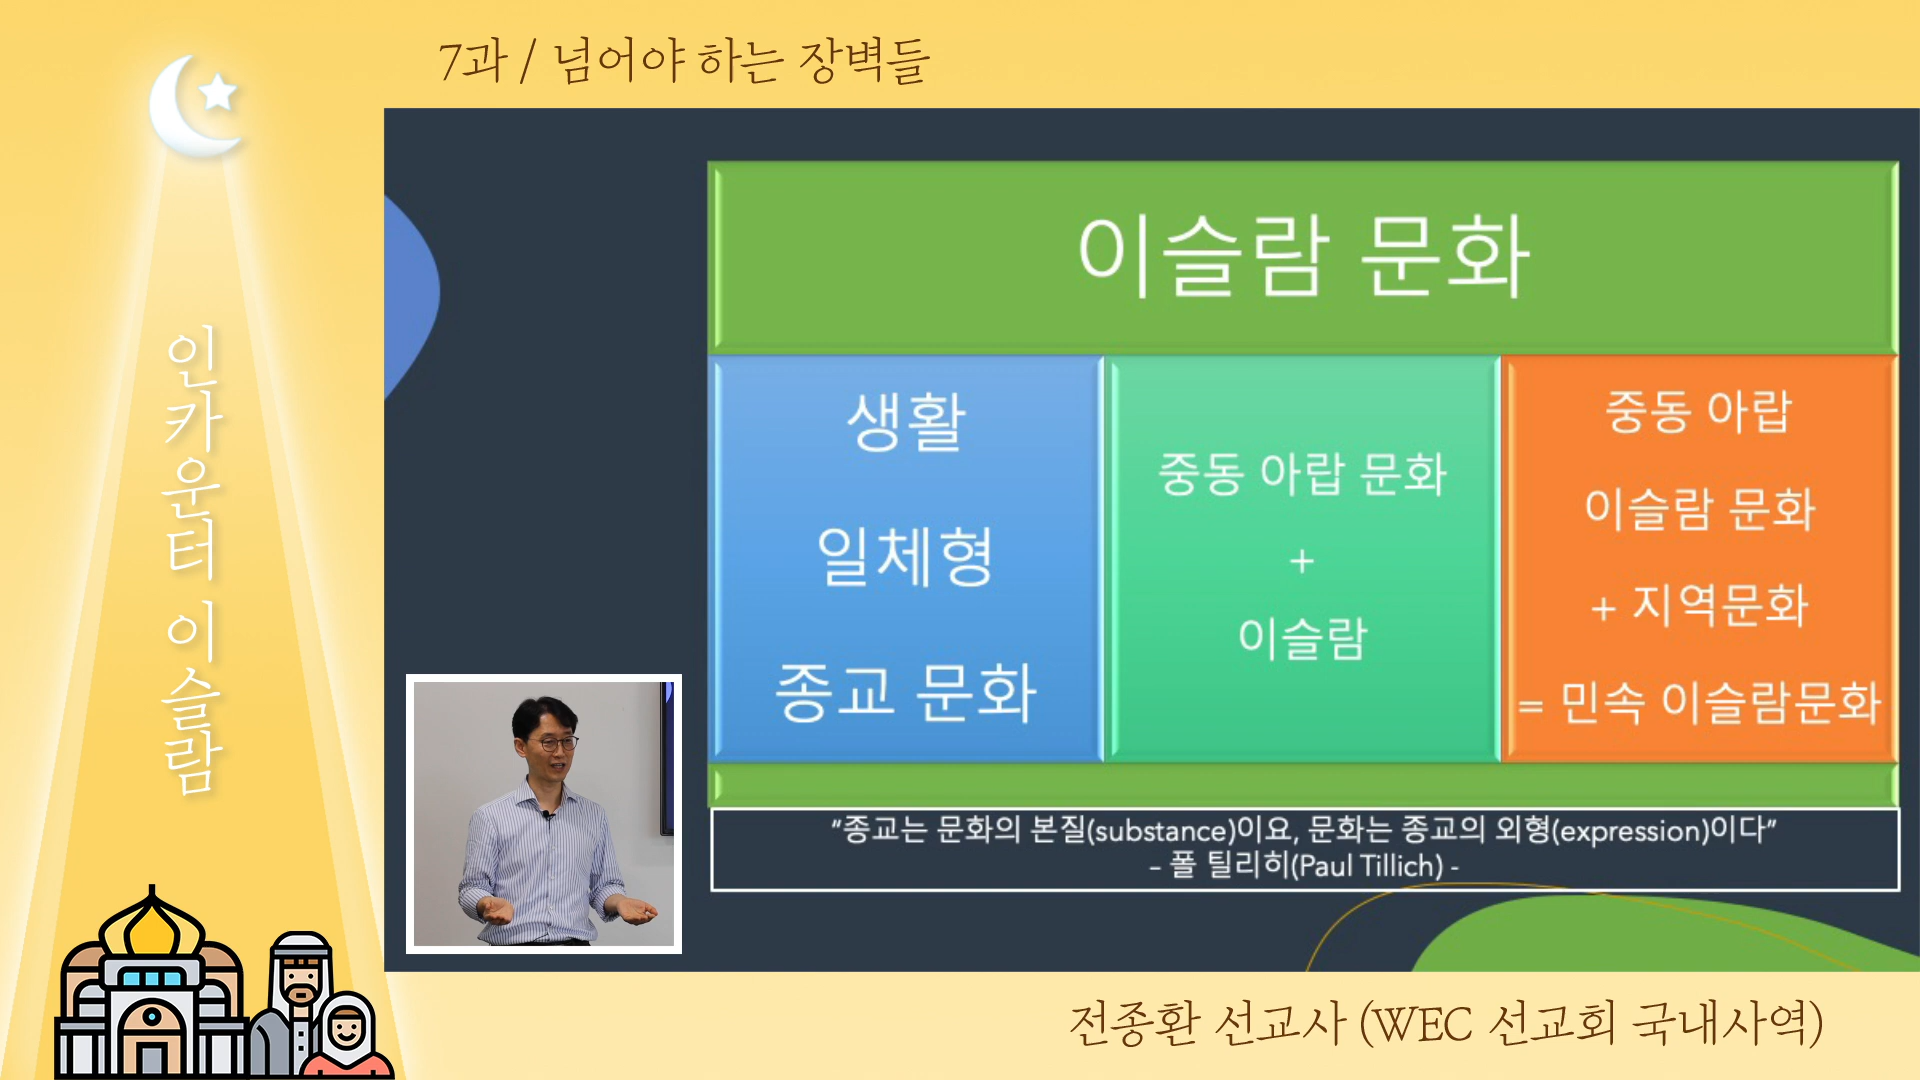 7과 / 넘어야 하는 장벽들
인카운터 이슬람
이슬람 문화
생활
일체형
종교 문화
중동 아랍 문화
+
이슬람
중동 아랍
이슬람 문화
+ 지역문화
= 민속 이슬람문화
“종교는 문화의 본질(substance)이요, 문화는 종교의 외형(expression)이다”
– 폴 틸리히(Paul Tillich) -
전종환 선교사 (WEC 선교회 국내사역)